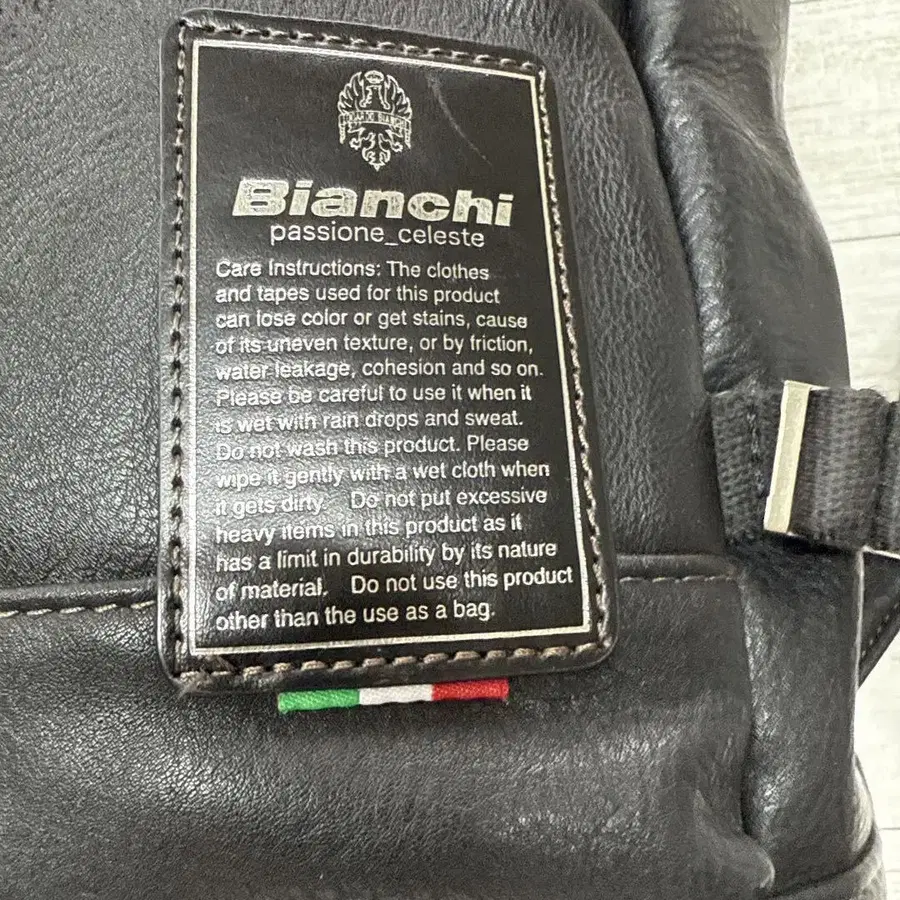 Bianchi
passione_celeste
Care Instructions: The clothes
and tapes used for this product
can lose color or get stains, cause
of its uneven texture, or by friction,
water leakage, cohesion and so on.
Please be careful to use it when it
is wet with rain drops and sweat.
Do not wash this product. Please
wipe it gently with a wet cloth when
it gets dirty. Do not put excessive
heavy items in this product as it
has a limit in durability by its nature
of material. Do not use this product
other than the use as a bag.